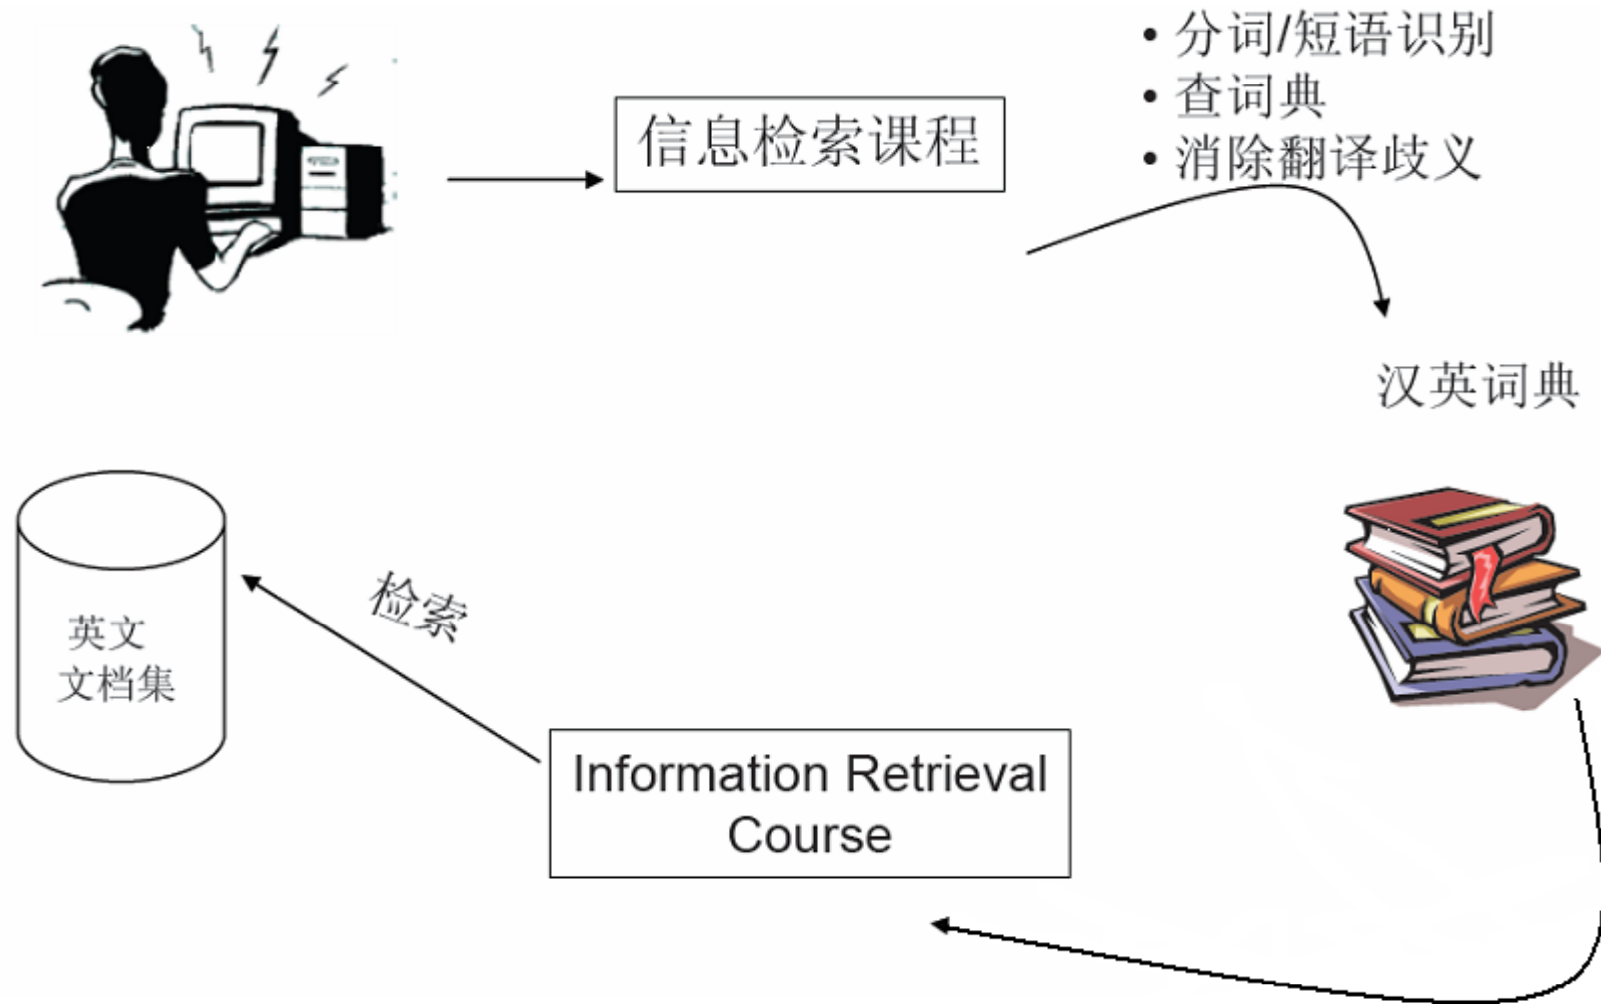 信息检索课程
• 分词/短语识别
• 查词典
• 消除翻译歧义
汉英词典
检索
英文
文档集
Information Retrieval
Course